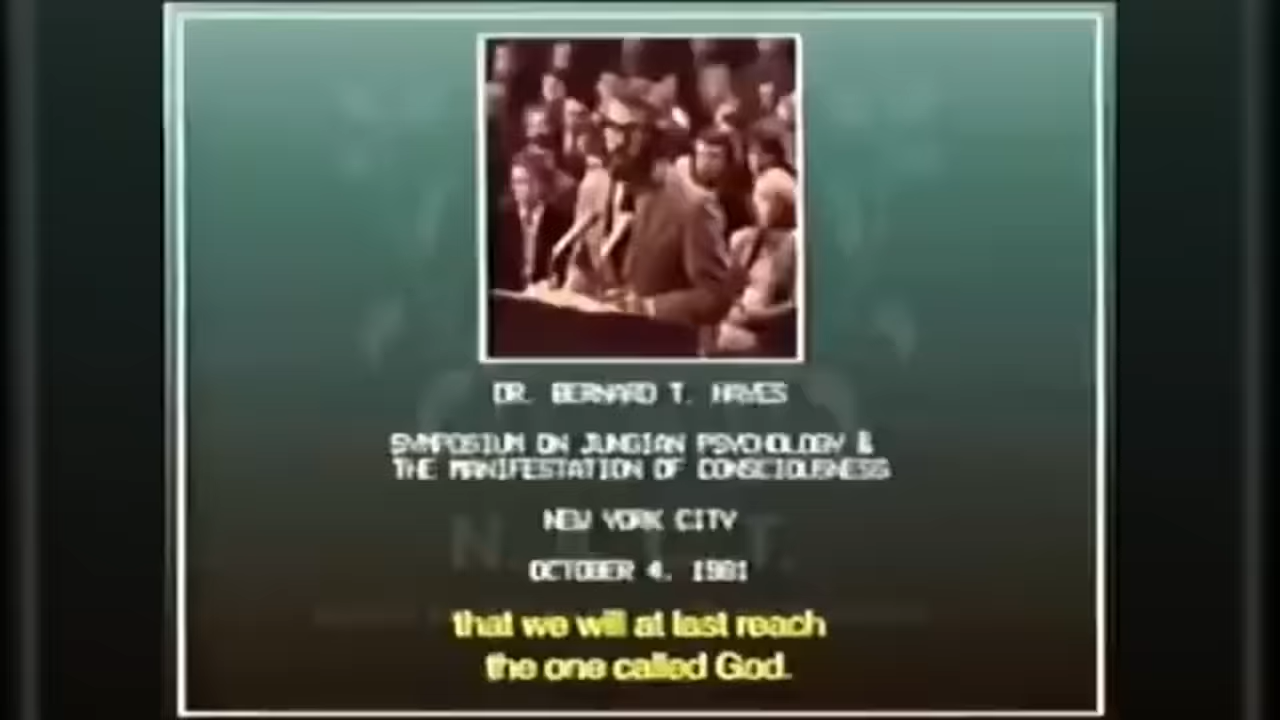 DR. BERNARD T. HAYES
SYMPOSIUM ON JUNGIAN PSYCHOLOGY &
THE MANIFESTATION OF CONSCIOUSNESS
NEW YORK CITY
OCTOBER 4, 1981
that we will at last reach
the one called God.